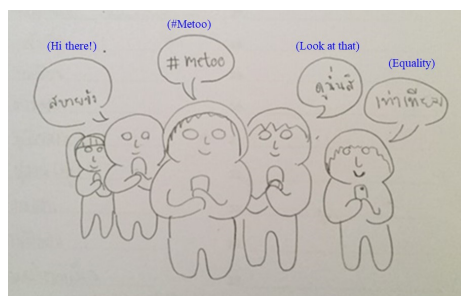 (#Metoo)
(Hi there!)
(Look at that)
(Equality)
# metoo
ดูนั่นสิ
เท่าเทียม